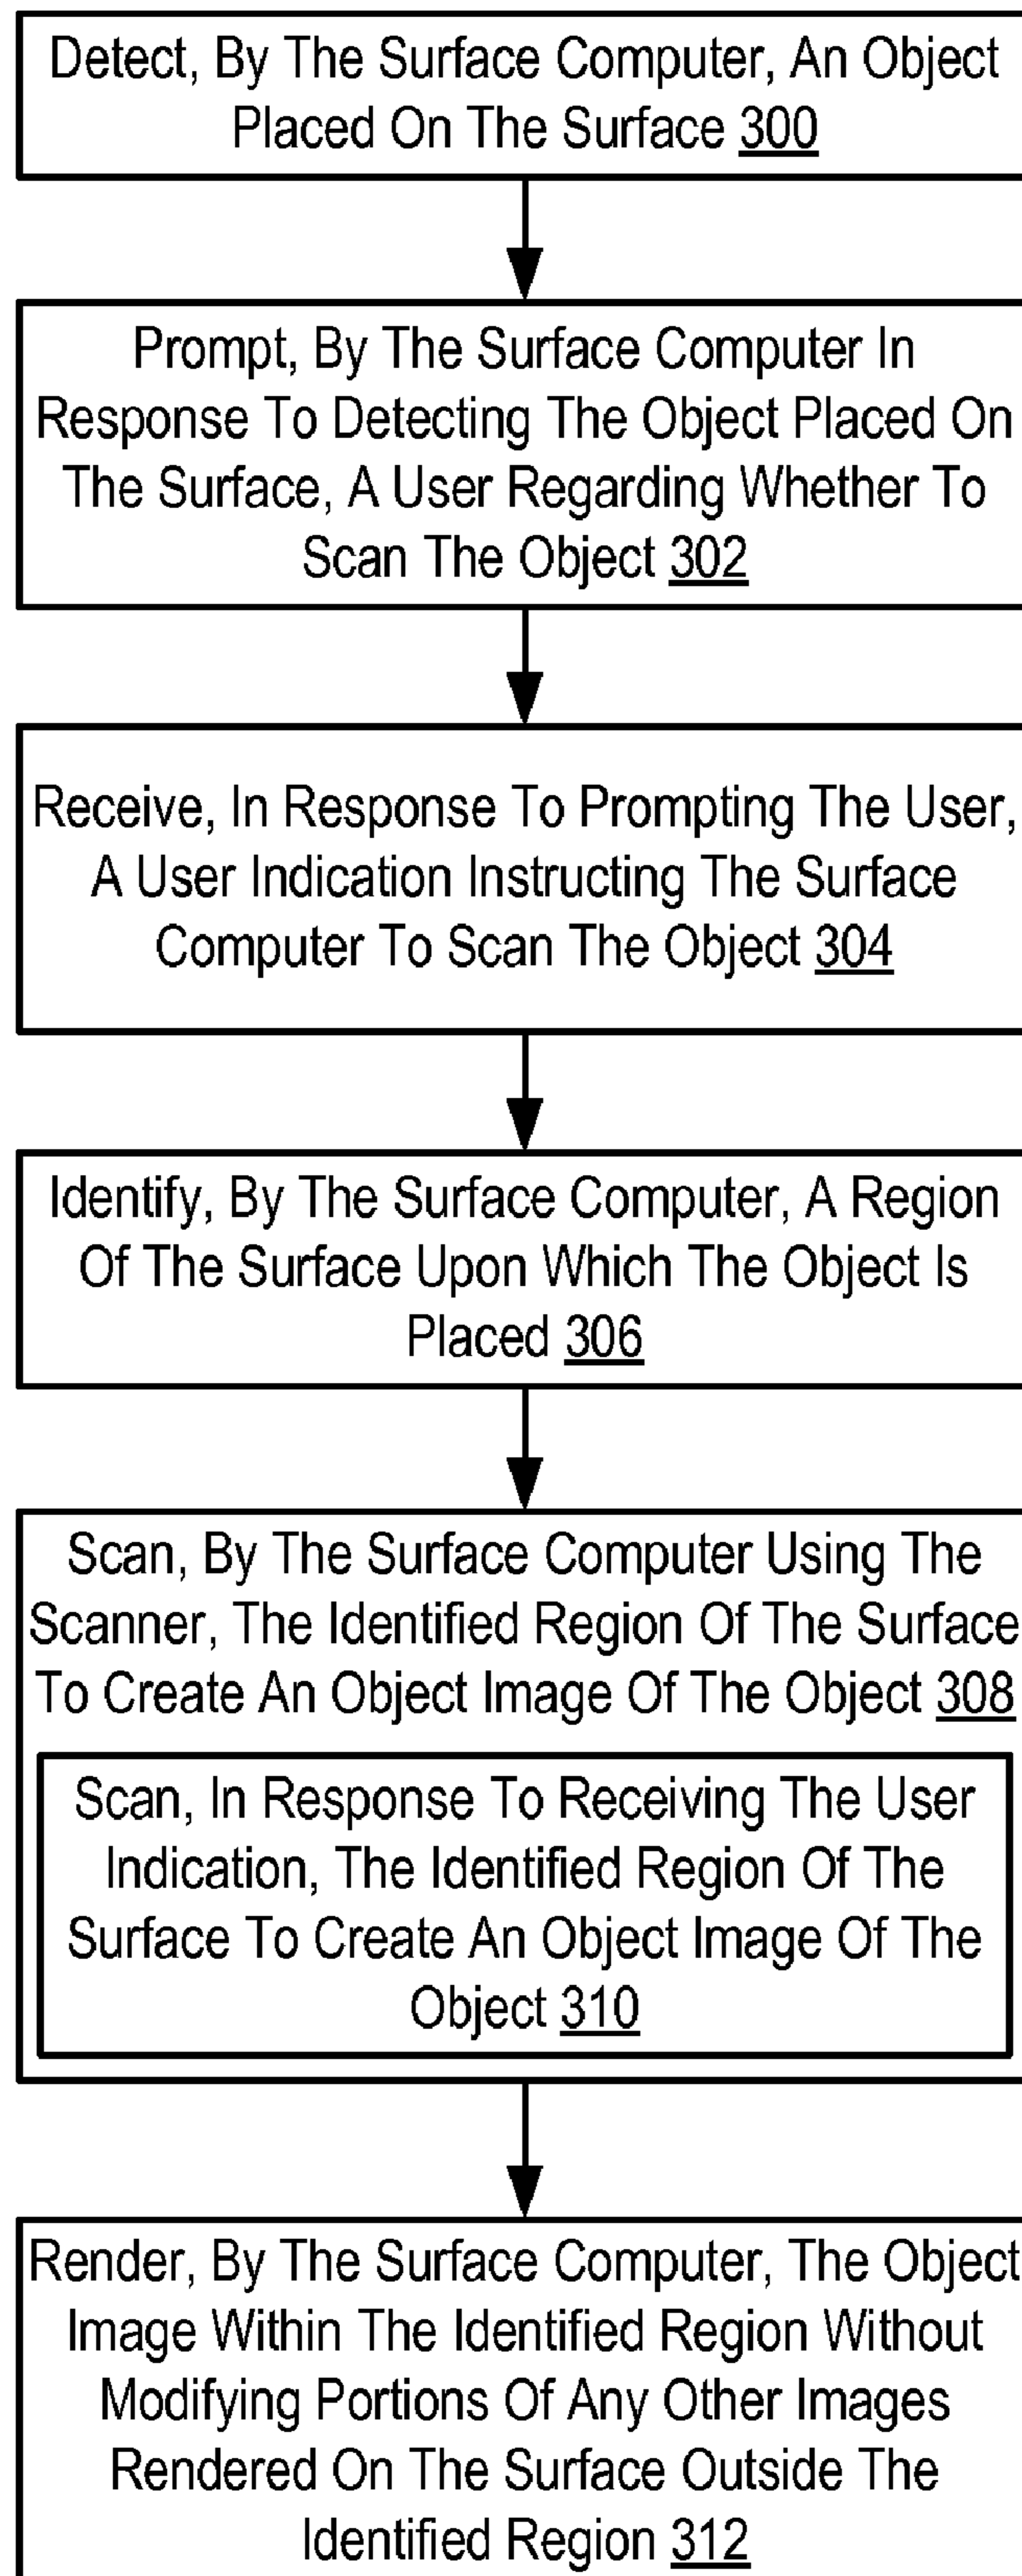 Detect, By The Surface Computer, An Object
Placed On The Surface 300
Prompt, By The Surface Computer In
Response To Detecting The Object Placed On
The Surface, A User Regarding Whether To
Scan The Object 302
Receive, In Response To Prompting The User,
A User Indication Instructing The Surface
Computer To Scan The Object 304
Identify, By The Surface Computer, A Region
Of The Surface Upon Which The Object Is
Placed 306
Scan, By The Surface Computer Using The
Scanner, The Identified Region Of The Surface
To Create An Object Image Of The Object 308
Scan, In Response To Receiving The User
Indication, The Identified Region Of The
Surface To Create An Object Image Of The
Object 310
Render, By The Surface Computer, The Object
Image Within The Identified Region Without
Modifying Portions Of Any Other Images
Rendered On The Surface Outside The
Identified Region 312